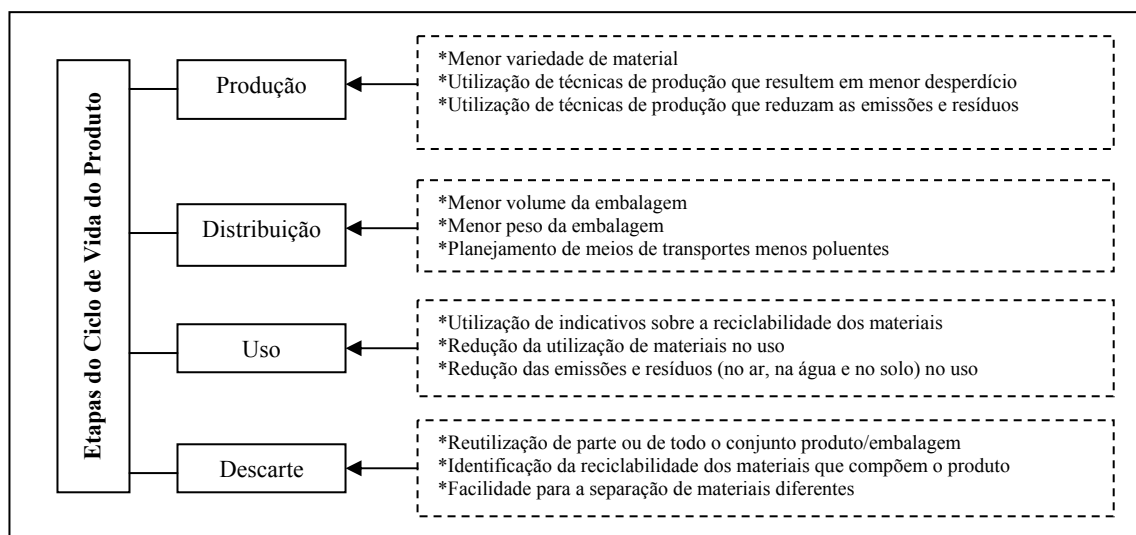 Etapas do Ciclo de Vida do Produto
Produção
*Menor variedade de material
*Utilização de técnicas de produção que resultem em menor desperdício
*Utilização de técnicas de produção que reduzam as emissões e resíduos
Distribuição
*Menor volume da embalagem
*Menor peso da embalagem
*Planejamento de meios de transportes menos poluentes
Uso
*Utilização de indicativos sobre a reciclabilidade dos materiais
*Redução da utilização de materiais no uso
*Redução das emissões e resíduos (no ar, na água e no solo) no uso
Descarte
*Reutilização de parte ou de todo o conjunto produto/embalagem
*Identificação da reciclabilidade dos materiais que compõem o produto
*Facilidade para a separação de materiais diferentes